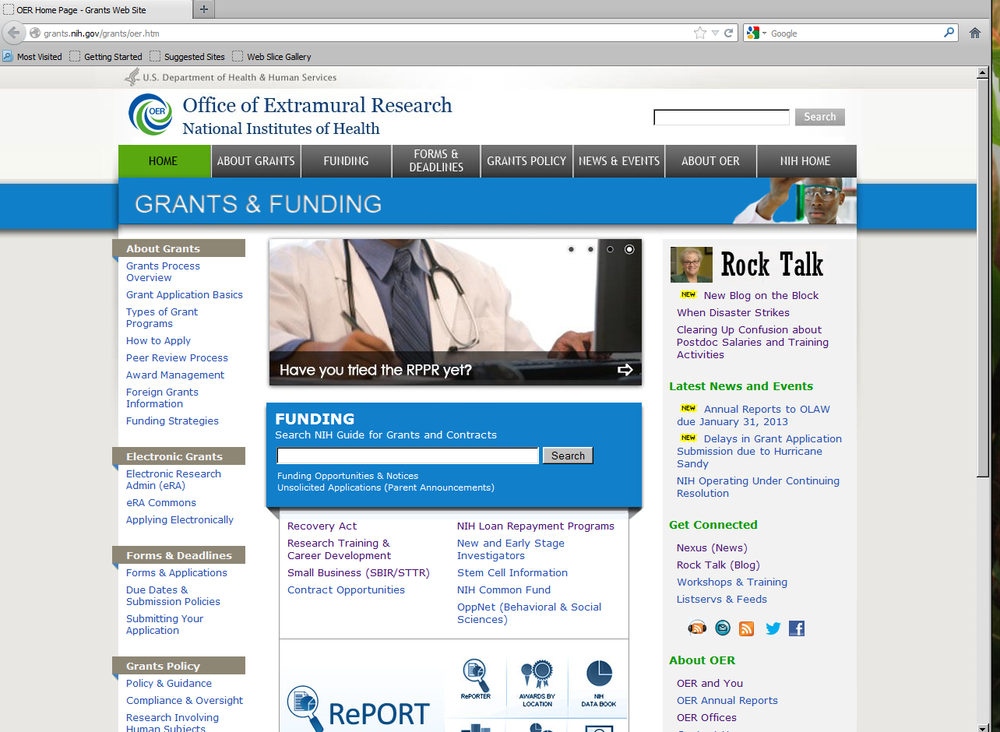 OER Home Page - Grants Web Site
grants.nih.gov/grants/oer.htm
Google
Most Visited Getting Started Suggested Sites Web Slice Gallery
U.S. Department of Health & Human Services
OER
Office of Extramural Research
National Institutes of Health
Search
HOME
ABOUT GRANTS
FUNDING
FORMS &
DEADLINES
GRANTS POLICY
NEWS & EVENTS
ABOUT OER
NIH HOME
GRANTS & FUNDING
About Grants
Grants Process
Overview
Grant Application Basics
Types of Grant
Programs
How to Apply
Peer Review Process
Award Management
Foreign Grants
Information
Funding Strategies
Electronic Grants
Electronic Research
Admin (eRA)
eRA Commons
Applying Electronically
Forms & Deadlines
Forms & Applications
Due Dates &
Submission Policies
Submitting Your
Application
Grants Policy
Policy & Guidance
Compliance & Oversight
Research Involving
Human Subjects
Have you tried the RPPR yet?
FUNDING
Search NIH Guide for Grants and Contracts
Search
Funding Opportunities & Notices
Unsolicited Applications (Parent Announcements)
Recovery Act
Research Training &
Career Development
Small Business (SBIR/STTR)
Contract Opportunities
NIH Loan Repayment Programs
New and Early Stage
Investigators
Stem Cell Information
NIH Common Fund
OppNet (Behavioral & Social
Sciences)
RePORT
RePORTER
AWARDS BY
LOCATION
NIH
DATA BOOK
Rock Talk
NEW New Blog on the Block
When Disaster Strikes
Clearing Up Confusion about
Postdoc Salaries and Training
Activities
Latest News and Events
NEW Annual Reports to OLAW
due January 31, 2013
NEW Delays in Grant Application
Submission due to Hurricane
Sandy
NIH Operating Under Continuing
Resolution
Get Connected
Nexus (News)
Rock Talk (Blog)
Workshops & Training
Listservs & Feeds
About OER
OER and You
OER Annual Reports
OER Offices